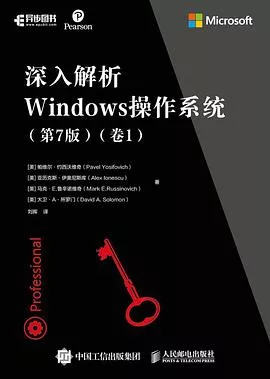 异步图书
www.epubit.com
Pearson
Microsoft
深入解析
Windows操作系统
（第7版）（卷1）
[美] 帕维尔·约西沃维奇（Pavel Yosifovich）
[美] 亚历克斯·伊奥尼斯库（Alex Ionescu）
[美] 马克·E.鲁辛诺维奇（Mark E.Russinovich）
[美] 大卫·A·所罗门（David A. Solomon）
著
刘晖 译
Professional
中国工信出版集团
人民邮电出版社
POSTS & TELECOM PRESS